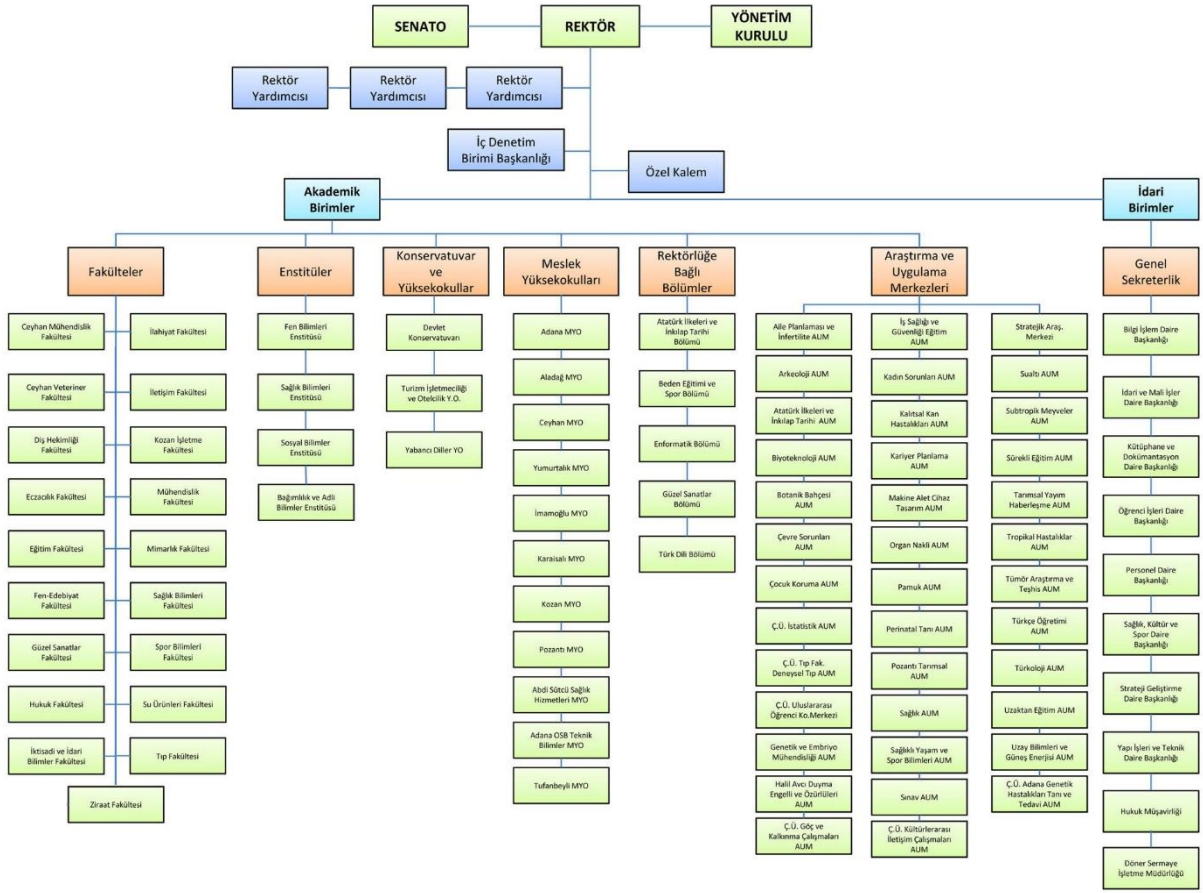 SENATO
REKTÖR
YÖNETİM
KURULU
Rektör
Yardımcısı
Rektör
Yardımcısı
Rektör
Yardımcısı
İç Denetim
Birimi Başkanlığı
Özel Kalem
Akademik
Birimler
İdari
Birimler
Fakülteler
Ceyhan Mühendislik
Fakültesi
İlahiyat Fakültesi
Ceyhan Veteriner
Fakültesi
İletişim Fakültesi
Diş Hekimliği
Fakültesi
Kozan İşletme
Fakültesi
Eczacılık Fakültesi
Mühendislik
Fakültesi
Eğitim Fakültesi
Mimarlık Fakültesi
Fen-Edebiyat
Fakültesi
Sağlık Bilimleri
Fakültesi
Güzel Sanatlar
Fakültesi
Spor Bilimleri
Fakültesi
Hukuk Fakültesi
Su Ürünleri Fakültesi
İktisadi ve İdari
Bilimler Fakültesi
Tıp Fakültesi
Ziraat Fakültesi
Enstitüler
Fen Bilimleri
Enstitüsü
Sağlık Bilimleri
Enstitüsü
Sosyal Bilimler
Enstitüsü
Bağımlılık ve Adli
Bilimler Enstitüsü
Konservatuvar
ve
Yüksekokullar
Devlet
Konservatuvarı
Turizm İşletmeciliği
ve Otelcilik Y.O.
Yabancı Diller YO
Meslek
Yüksekokulları
Adana MYO
Aladağ MYO
Ceyhan MYO
Yumurtalık MYO
İmamoğlu MYO
Karaisalı MYO
Kozan MYO
Pozantı MYO
Abdi Sütcü Sağlık
Hizmetleri MYO
Adana OSB Teknik
Bilimler MYO
Tufanbeyli MYO
Rektörlüğe
Bağlı
Bölümler
Atatürk İlkeleri ve
İnkılap Tarihi
Bölümü
Beden Eğitimi ve
Spor Bölümü
Enformatik Bölümü
Güzel Sanatlar
Bölümü
Türk Dili Bölümü
Araştırma ve
Uygulama
Merkezleri
Aile Planlaması ve
İnfertilite AUM
Arkeoloji AUM
Atatürk İlkeleri ve
İnkılap Tarihi AUM
Biyoteknoloji AUM
Botanik Bahçesi
AUM
Çevre Sorunları
AUM
Çocuk Koruma AUM
Ç.Ü. İstatistik AUM
Ç.Ü. Tıp Fak.
Deneysel Tıp AUM
Ç.Ü. Uluslararası
Öğrenci Ko.Merkezi
Genetik ve Embriyo
Mühendisliği AUM
Halil Avcı Duyma
Engelli ve Özürlüleri
AUM
Ç.Ü. Göç ve
Kalkınma Çalışmaları
AUM
İş Sağlığı ve
Güvenliği Eğitim
AUM
Kadın Sorunları AUM
Kalıtsal Kan
Hastalıkları AUM
Kariyer Planlama
AUM
Makine Alet Cihaz
Tasarım AUM
Organ Nakli AUM
Pamuk AUM
Perinatal Tanı AUM
Pozantı Tarımsal
AUM
Sağlık AUM
Sağlıklı Yaşam ve
Spor Bilimleri AUM
Sınav AUM
Ç.Ü. Kültürlerarası
İletişim Çalışmaları
AUM
Stratejik Araş.
Merkezi
Sualtı AUM
Subtropik Meyveler
AUM
Sürekli Eğitim AUM
Tarımsal Yayım
Haberleşme AUM
Tropikal Hastalıklar
AUM
Tümör Araştırma ve
Teşhis AUM
Türkçe Öğretimi
AUM
Türkoloji AUM
Uzaktan Eğitim AUM
Uzay Bilimleri ve
Güneş Enerjisi AUM
Ç.Ü. Adana Genetik
Hastalıkları Tanı ve
Tedavi AUM
Genel
Sekreterlik
Bilgi İşlem Daire
Başkanlığı
İdari ve Mali İşler
Daire Başkanlığı
Kütüphane ve
Dokümantasyon
Daire Başkanlığı
Öğrenci İşleri Daire
Başkanlığı
Personel Daire
Başkanlığı
Sağlık, Kültür ve
Spor Daire
Başkanlığı
Strateji Geliştirme
Daire Başkanlığı
Yapı İşleri ve Teknik
Daire Başkanlığı
Hukuk Müşavirliği
Döner Sermaye
İşletme Müdürlüğü